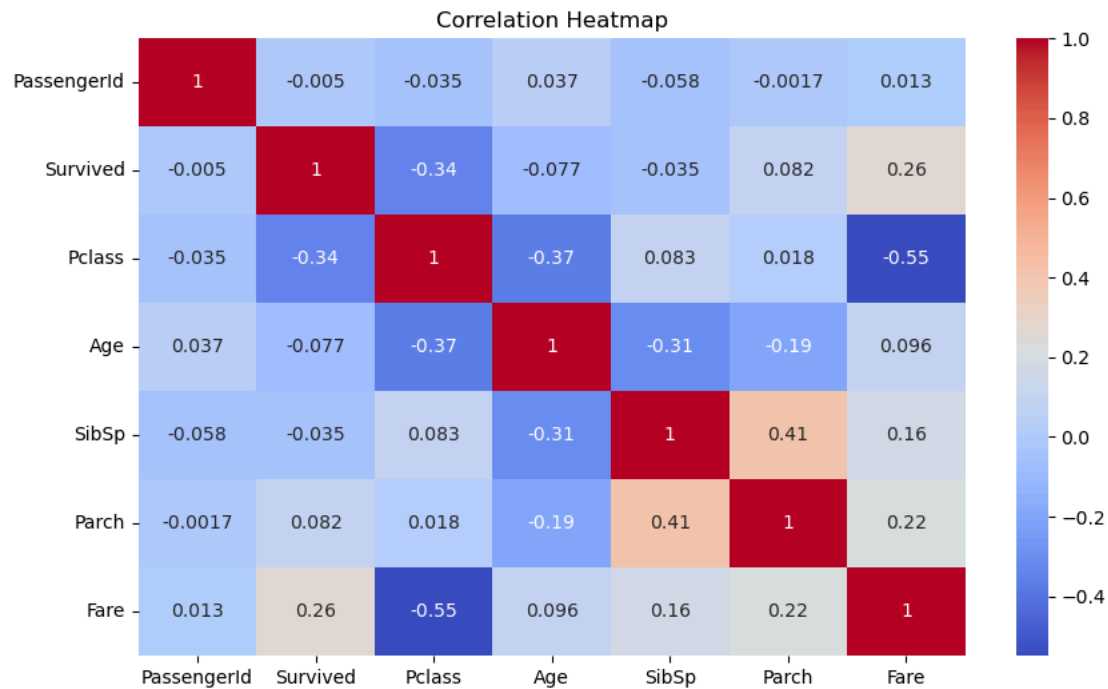 Correlation Heatmap
PassengerId 1 -0.005 -0.035 0.037 -0.058 -0.0017 0.013
Survived -0.005 1 -0.34 -0.077 -0.035 0.082 0.26
Pclass -0.035 -0.34 1 -0.37 0.083 0.018 -0.55
Age 0.037 -0.077 -0.37 1 -0.31 -0.19 0.096
SibSp -0.058 -0.035 0.083 -0.31 1 0.41 0.16
Parch -0.0017 0.082 0.018 -0.19 0.41 1 0.22
Fare 0.013 0.26 -0.55 0.096 0.16 0.22 1
PassengerId Survived Pclass Age SibSp Parch Fare
1.0
0.8
0.6
0.4
0.2
0.0
−0.2
−0.4